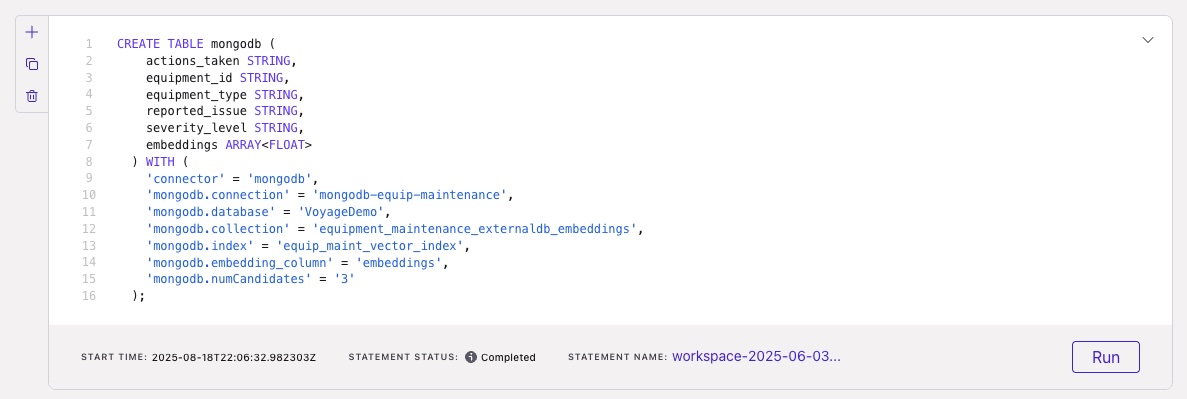 1 CREATE TABLE mongodb (
2 actions_taken STRING,
3 equipment_id STRING,
4 equipment_type STRING,
5 reported_issue STRING,
6 severity_level STRING,
7 embeddings ARRAY<FLOAT>
8 ) WITH (
9 'connector' = 'mongodb',
10 'mongodb.connection' = 'mongodb-equip-maintenance',
11 'mongodb.database' = 'VoyageDemo',
12 'mongodb.collection' = 'equipment_maintenance_externaldb_embeddings',
13 'mongodb.index' = 'equip_maint_vector_index',
14 'mongodb.embedding_column' = 'embeddings',
15 'mongodb.numCandidates' = '3'
16 );
START TIME: 2025-08-18T22:06:32.982303Z STATEMENT STATUS: Completed STATEMENT NAME: workspace-2025-06-03... Run